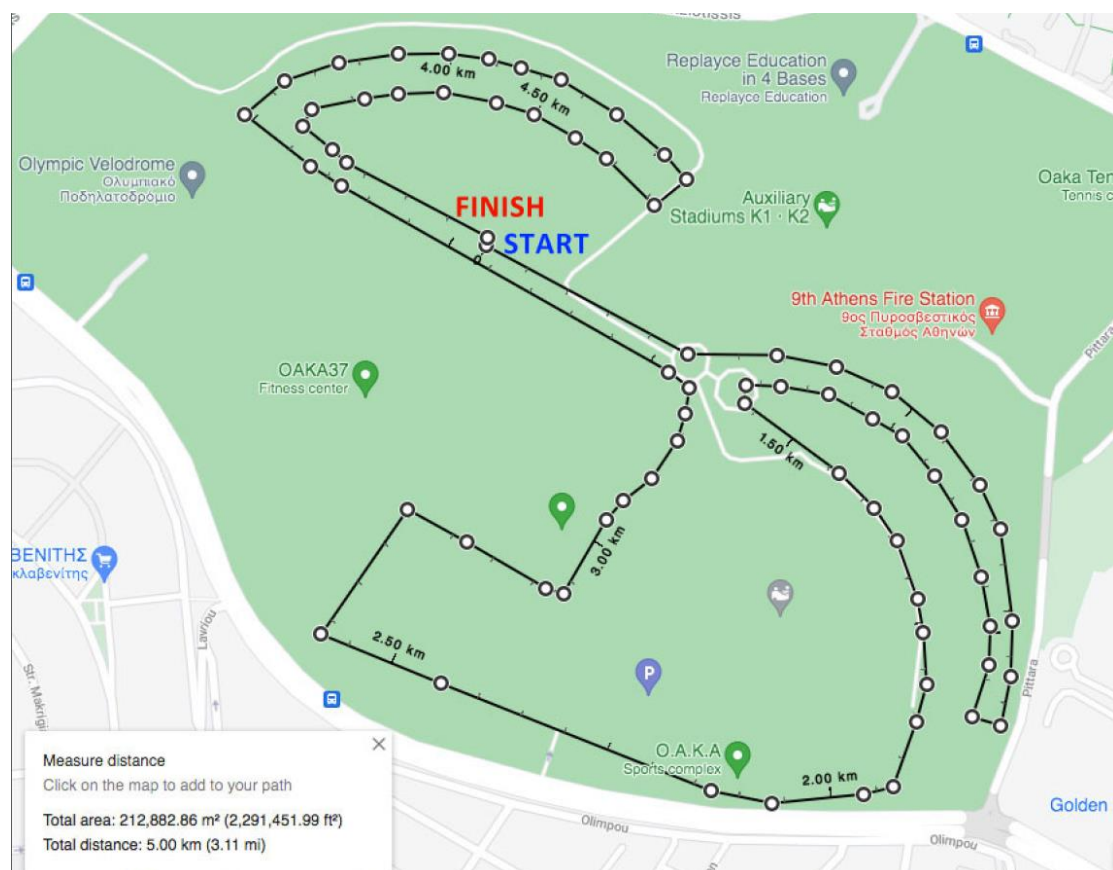 Replayce Education
in 4 Bases
Replayce Education
4.00 km
4.50 km
Olympic Velodrome
Ολυμπιακό
Ποδηλατοδρόμιο
Oaka Ten
Tennis c
Auxiliary
Stadiums K1 · K2
FINISH
START
0
9th Athens Fire Station
9ος Πυροσβεστικός
Σταθμός Αθηνών
Pittara
OAKA37
Fitness center
1.50 km
3.00 km
ΒΕΝΙΤΗΣ
κλαβενίτης
Lavriou
2.50 km
Str. Makrigia
P
Pittara
O.A.K.A
Sports complex
2.00 km
Golden
Olimpou
Olimpou
Measure distance
Click on the map to add to your path
Total area: 212,882.86 m² (2,291,451.99 ft²)
Total distance: 5.00 km (3.11 mi)